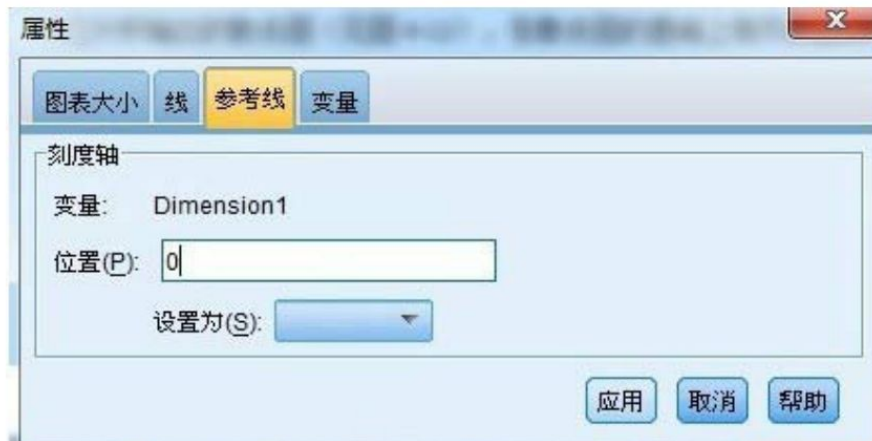 属性
图表大小 线 参考线 变量
刻度轴
变量: Dimension1
位置(P): 0
设置为(S):
应用 取消 帮助